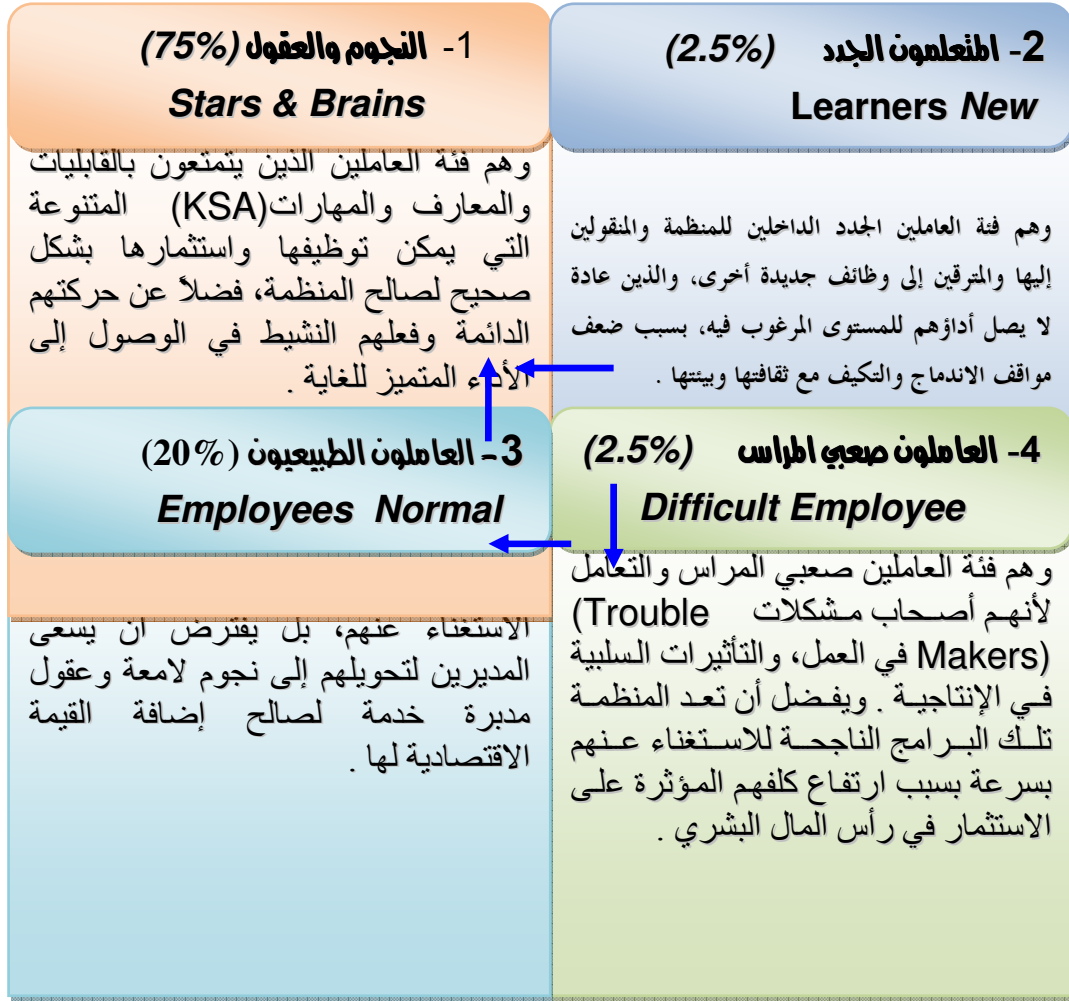 1- النجوم والعقول (75%)
Stars & Brains
وهم فئة العاملين الذين يتمتعون بالقابليات
والمعارف والمهارات(KSA) المتنوعة
التي يمكن توظيفها واستثمارها بشكل
صحيح لصالح المنظمة، فضلاً عن حركتهم
الدائمة وفعلهم النشيط في الوصول إلى
الأداء المتميز للغاية .
2- المتعلمون الجدد (2.5%)
Learners New
وهم فئة العاملين الجدد الداخلين للمنظمة والمنقولين
إليها والمترقين إلى وظائف جديدة أخرى، والذين عادة
لا يصل أداؤهم للمستوى المرغوب فيه، بسبب ضعف
مواقف الاندماج والتكيف مع ثقافتها وبيئتها .
3- العاملون الطبيعيون (20%)
Employees Normal
الاستغناء عنهم، بل يفترض أن يسعى
المديرين لتحويلهم إلى نجوم لامعة وعقول
مدبرة خدمة لصالح إضافة القيمة
الاقتصادية لها .
4- العاملون صعبي المراس (2.5%)
Difficult Employee
وهم فئة العاملين صعبي المراس والتعامل
لأنهم أصحاب مشكلات (Trouble
Makers) في العمل، والتأثيرات السلبية
في الإنتاجية . ويفضل أن تعد المنظمة
تلك البرامج الناجحة للاستغناء عنهم
بسرعة بسبب ارتفاع كلفهم المؤثرة على
الاستثمار في رأس المال البشري .